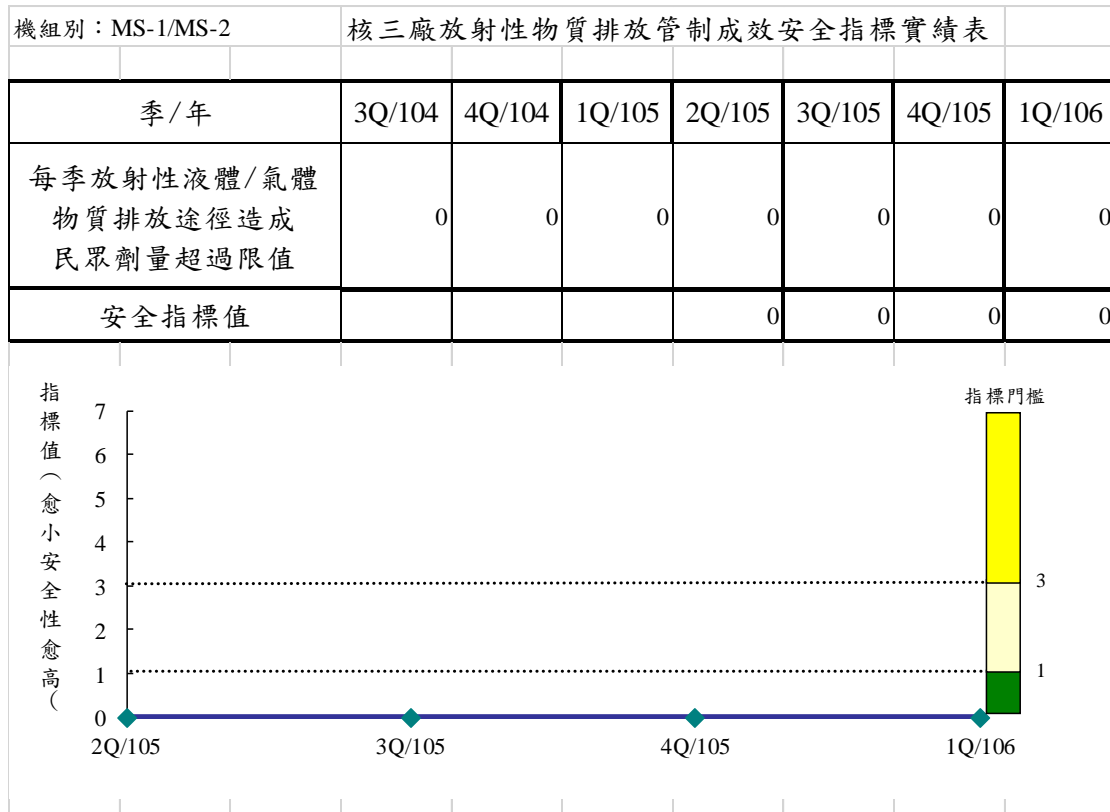 機組別：MS-1/MS-2 核三廠放射性物質排放管制成效安全指標實績表
季/年 3Q/104 4Q/104 1Q/105 2Q/105 3Q/105 4Q/105 1Q/106
每季放射性液體/氣體
物質排放途徑造成
民眾劑量超過限值
0 0 0 0 0 0 0
安全指標值 0 0 0 0
指標值（愈小安全性愈高（
指標門檻
7
6
5
4
3
2
1
0
3
1
2Q/105 3Q/105 4Q/105 1Q/106